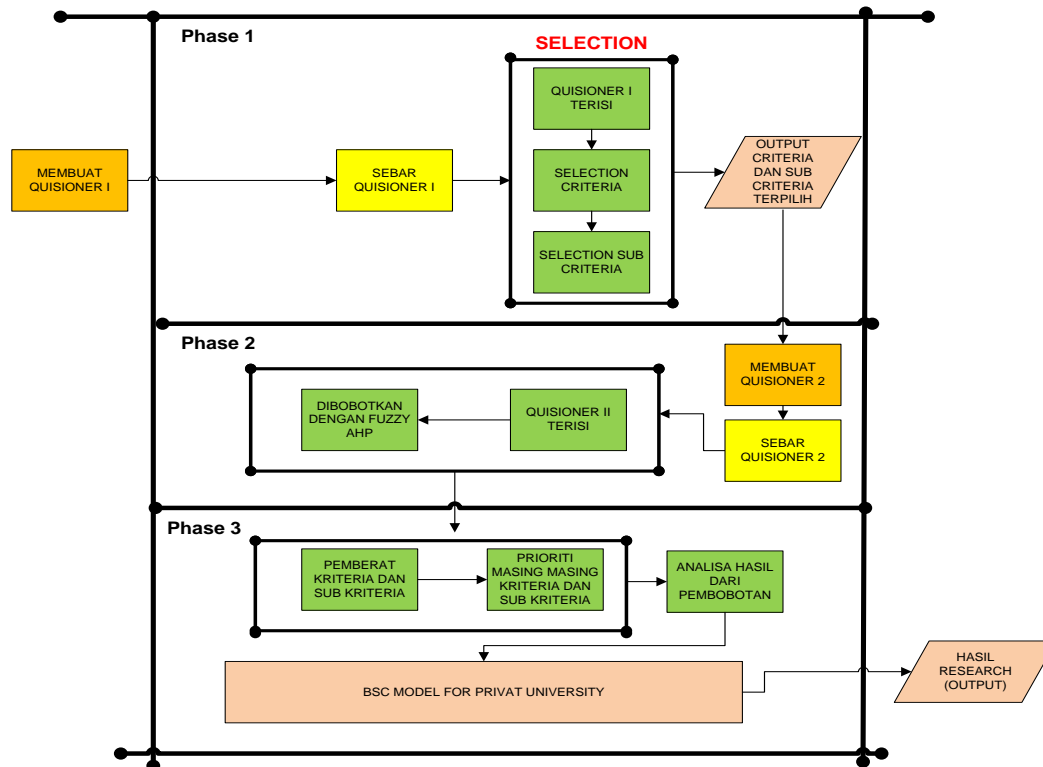 Phase 1
SELECTION
QUISIONER I
TERISI
MEMBUAT
QUISIONER I
SEBAR
QUISIONER I
SELECTION
CRITERIA
OUTPUT
CRITERIA
DAN SUB
CRITERIA
TERPILIH
SELECTION SUB
CRITERIA
Phase 2
MEMBUAT
QUISIONER 2
DIBOBOTKAN
DENGAN FUZZY
AHP
QUISIONER II
TERISI
SEBAR
QUISIONER 2
Phase 3
PEMBERAT
KRITERIA DAN
SUB KRITERIA
PRIORITI
MASING MASING
KRITERIA DAN
SUB KRITERIA
ANALISA HASIL
DARI
PEMBOBOTAN
BSC MODEL FOR PRIVAT UNIVERSITY
HASIL
RESEARCH
(OUTPUT)